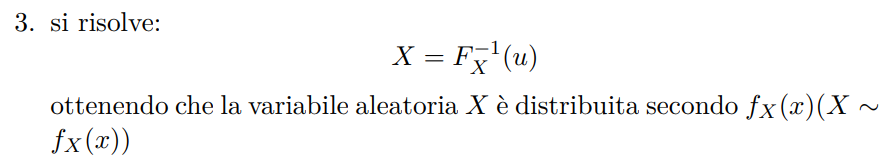 3. si risolve:
X = F_X^{-1}(u)
ottenendo che la variabile aleatoria X è distribuita secondo f_X(x)(X ∼
f_X(x))